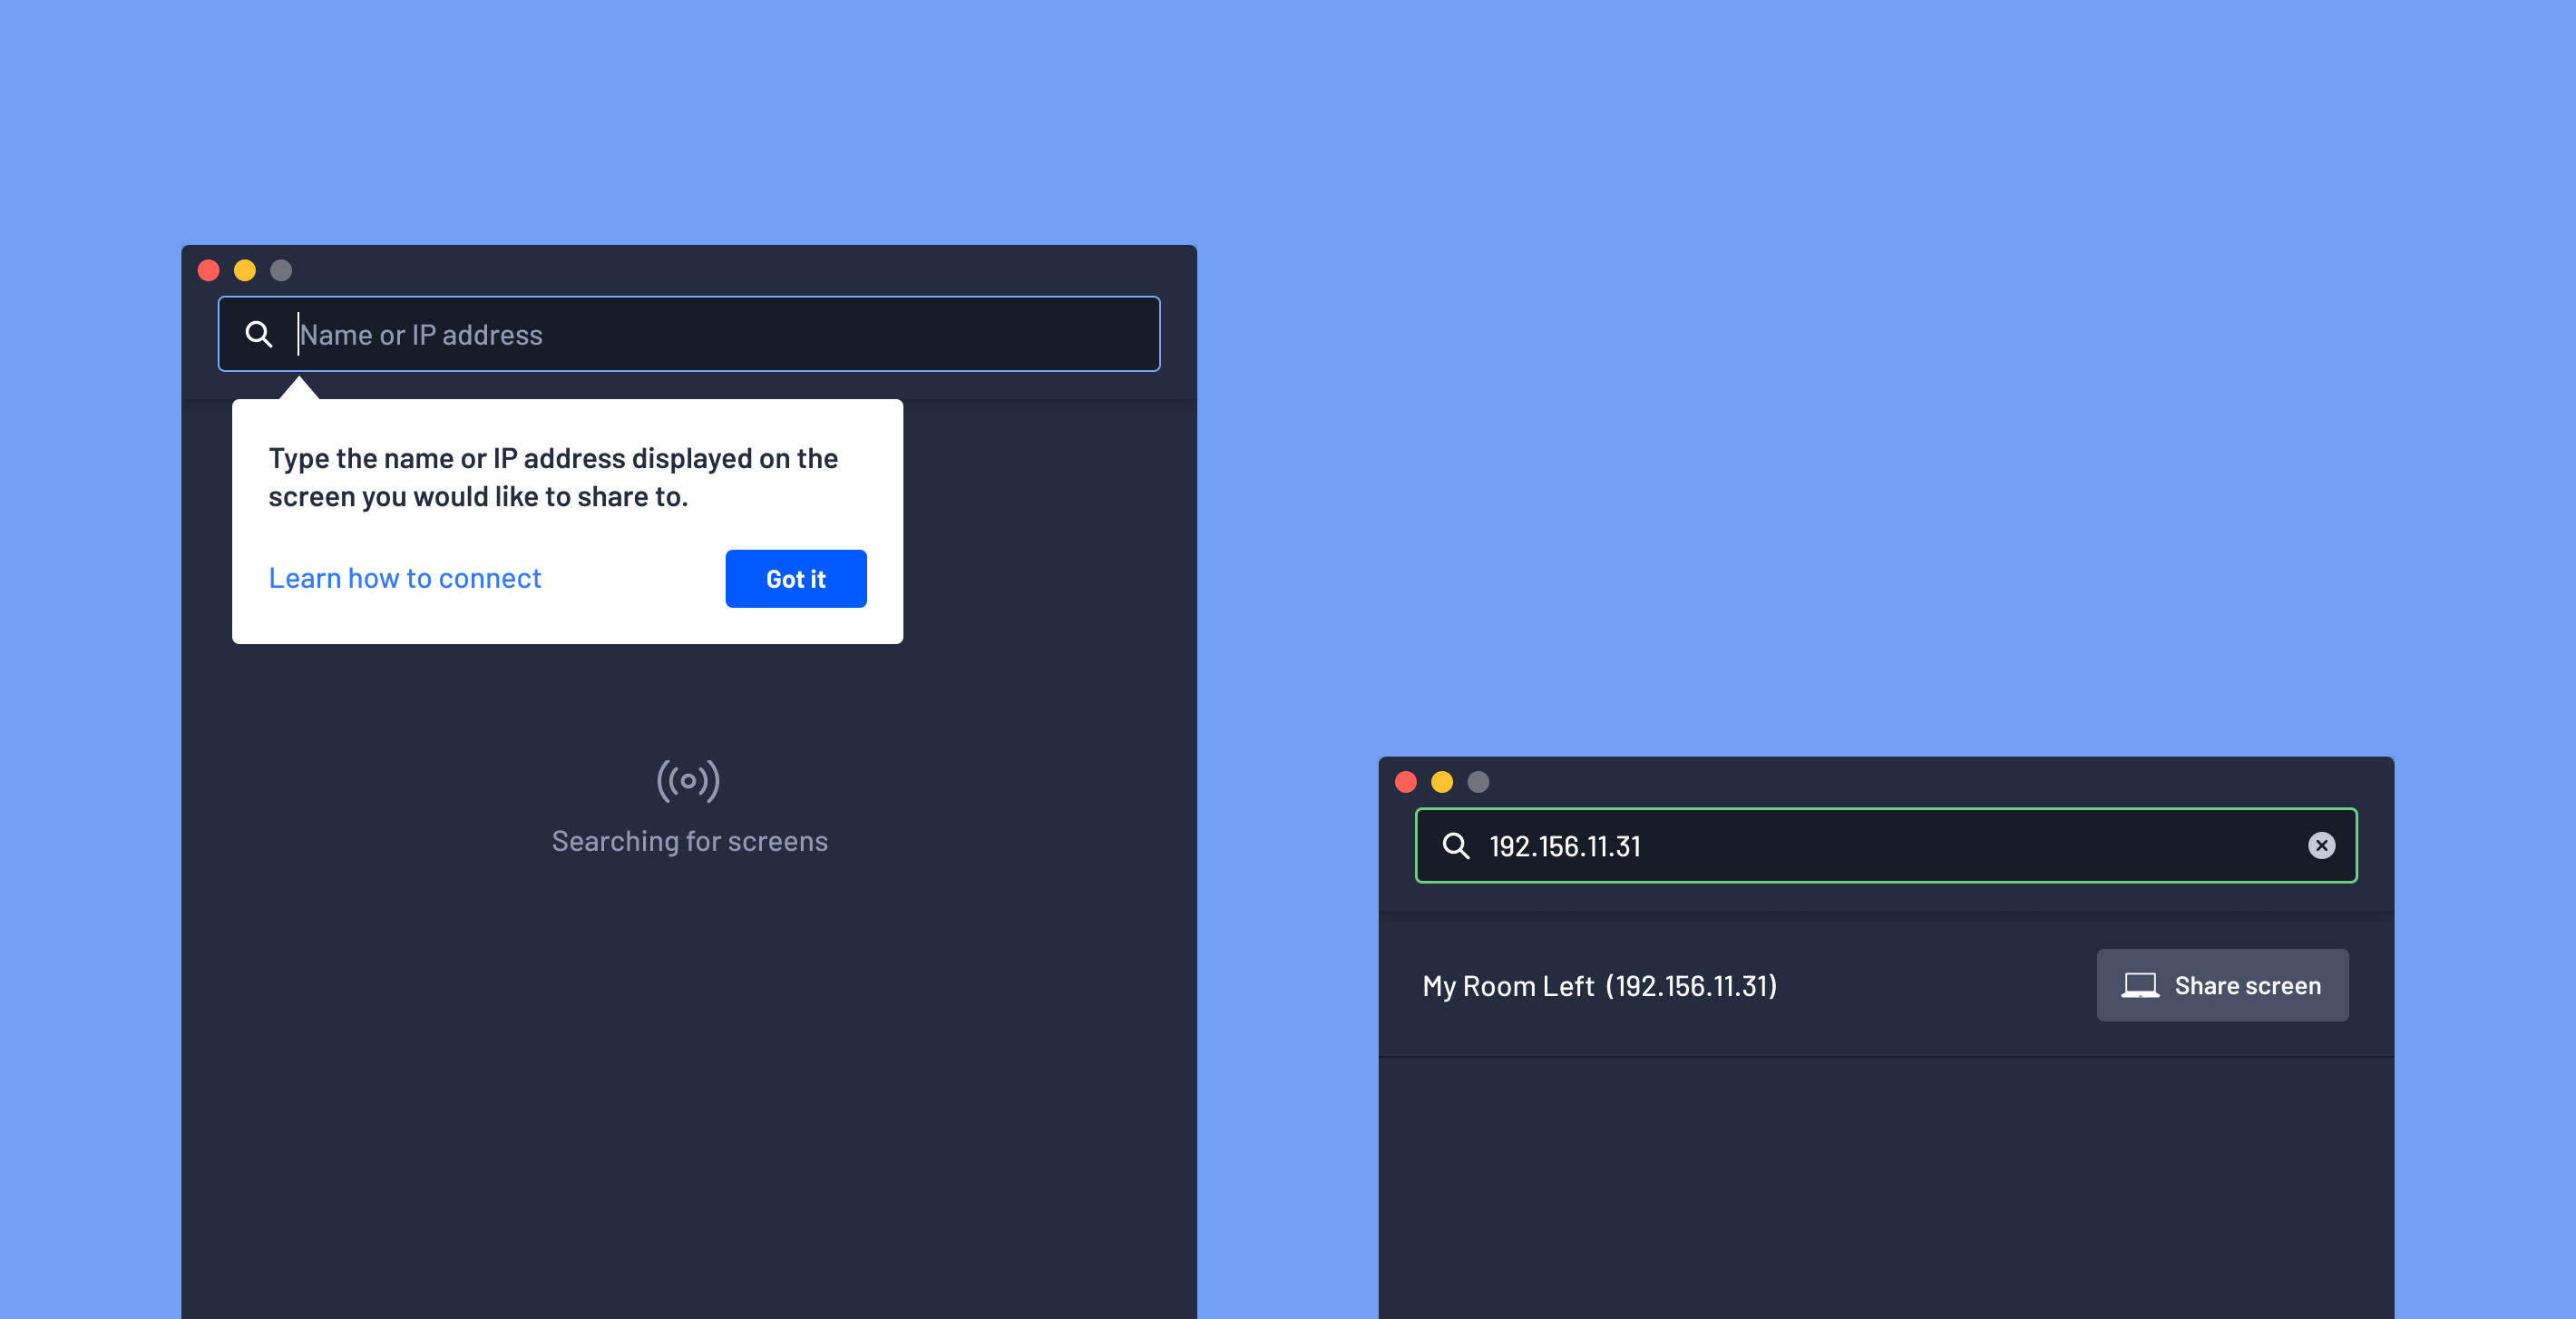 Name or IP address
Type the name or IP address displayed on the
screen you would like to share to.
Learn how to connect
Got it
Searching for screens
192.156.11.31
My Room Left (192.156.11.31)
Share screen